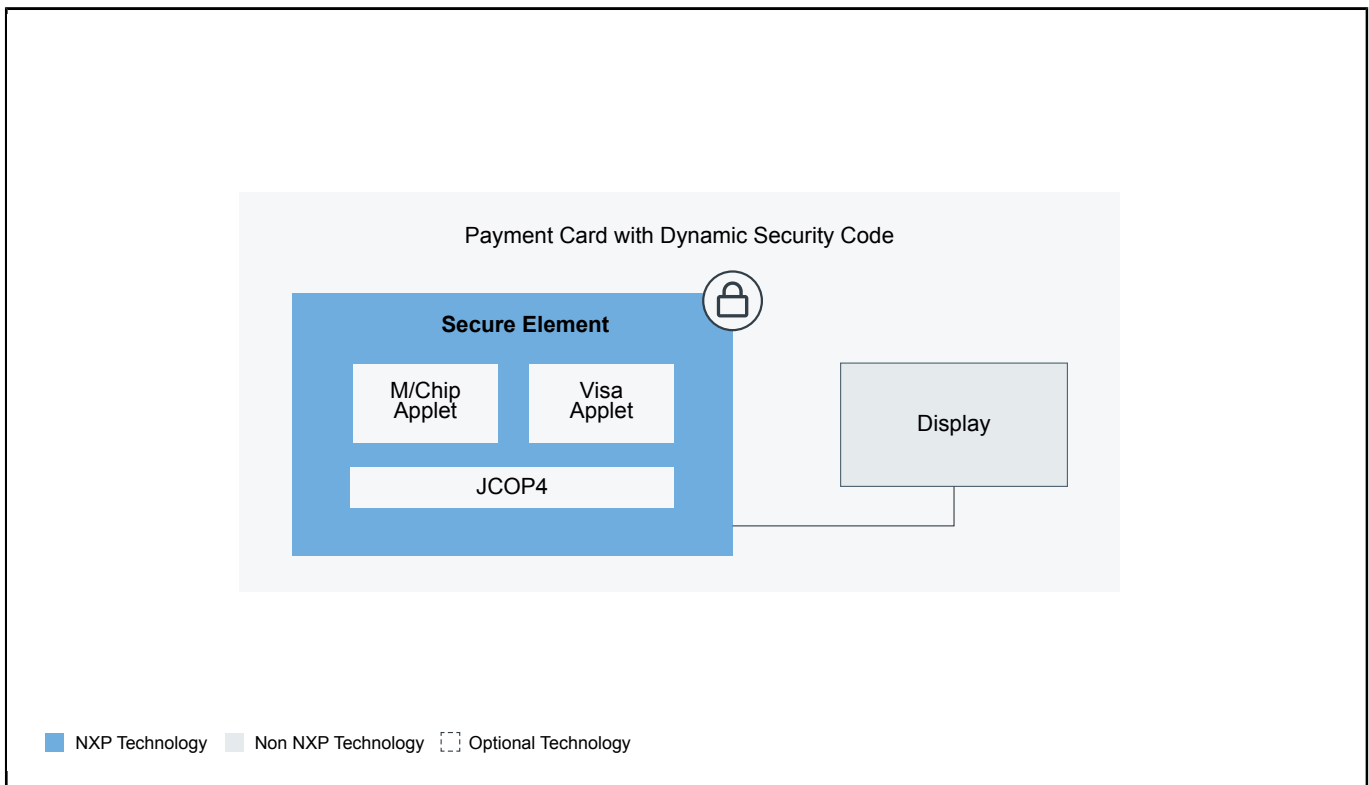 Payment Card with Dynamic Security Code
Secure Element
M/Chip
Applet
Visa
Applet
JCOP4
Display
NXP Technology
Non NXP Technology
Optional Technology